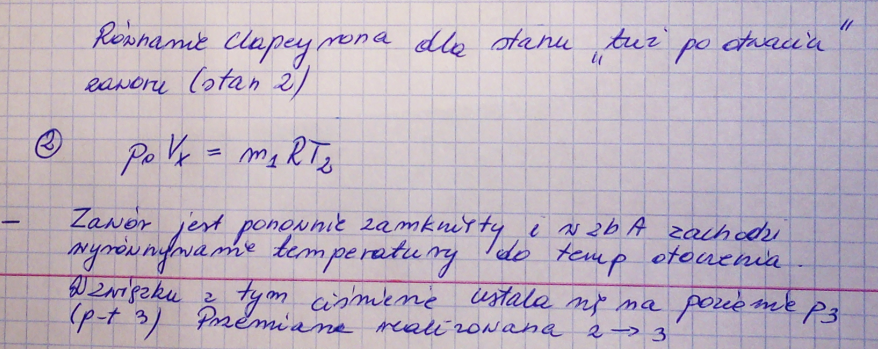 Równanie Clapeyrona dla stanu „tuż po otwarciu”
zaworu (stan 2)
② p₀ Vₓ = m₁ R T₂
– Zawór jest ponownie zamknięty i w zb A zachodzi
wyrównywanie temperatury do temp otoczenia.
W związku z tym ciśnienie ustala się na poziomie p₃
(p-t 3) Przemiana realizowana 2 → 3